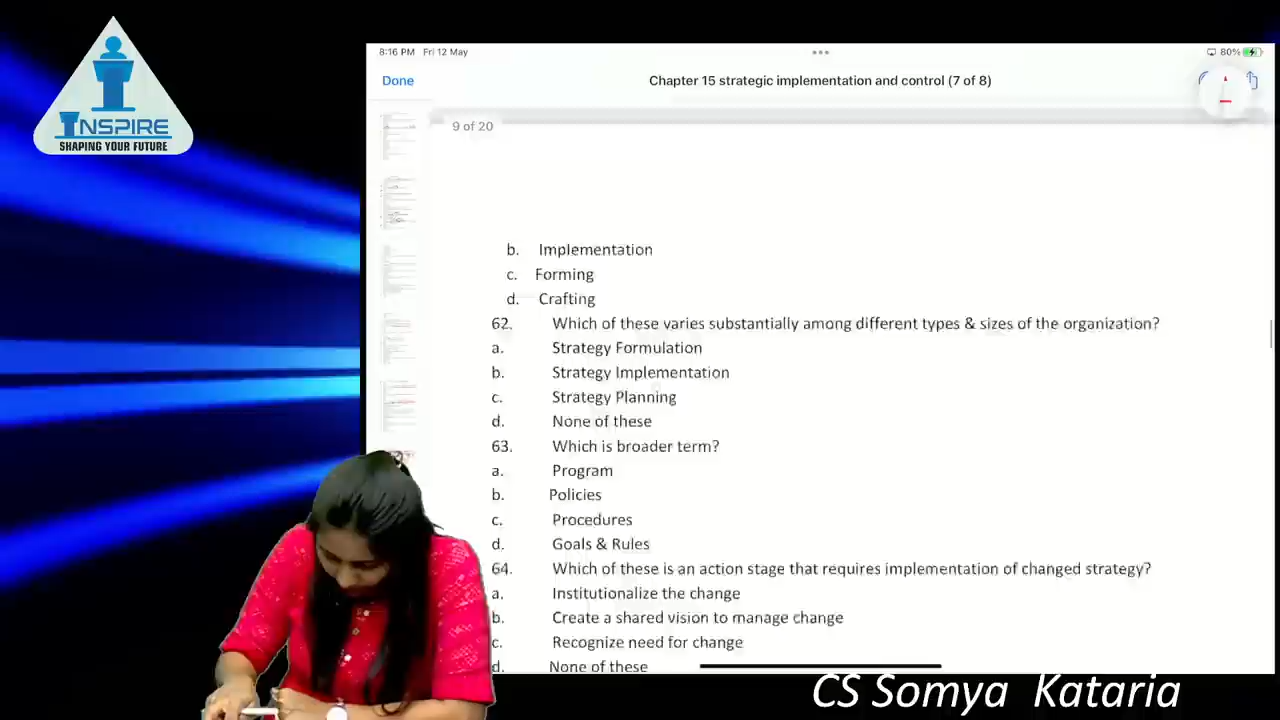 INSPIRE
SHAPING YOUR FUTURE
8:16 PM Fri 12 May
80%
Done
Chapter 15 strategic implementation and control (7 of 8)
9 of 20
b. Implementation
c. Forming
d. Crafting
62. Which of these varies substantially among different types & sizes of the organization?
a. Strategy Formulation
b. Strategy Implementation
c. Strategy Planning
d. None of these
63. Which is broader term?
a. Program
b. Policies
c. Procedures
d. Goals & Rules
64. Which of these is an action stage that requires implementation of changed strategy?
a. Institutionalize the change
b. Create a shared vision to manage change
c. Recognize need for change
d. None of these
CS Somya Kataria